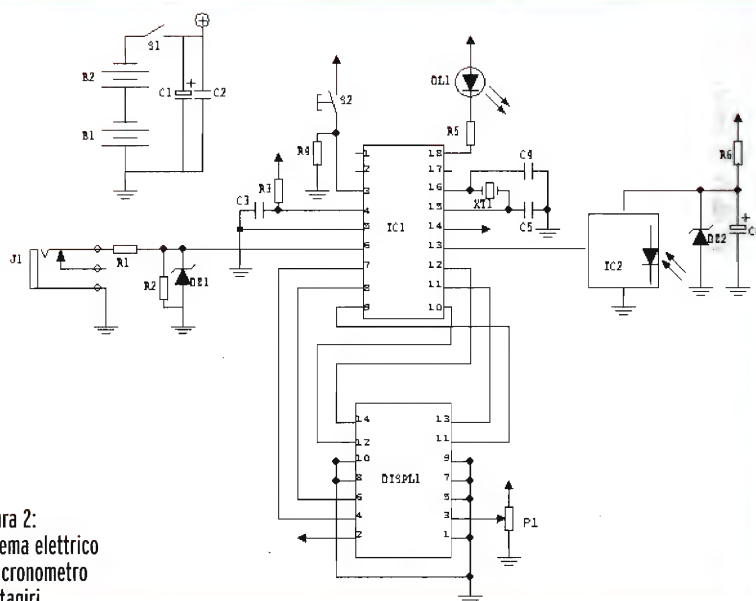 S1
B2
C1
+
C2
B1
S2
R4
DL1
R5
R3
C3
IC1
1
2
3
4
5
6
7
8
9
18
17
16
15
14
13
12
11
10
C4
XT1
C5
R6
+
C
DZ2
IC2
J1
R1
R2
DZ1
DISPL1
14
12
10
8
6
4
2
13
11
9
7
5
3
1
P1
ra 2:
ema elettrico
cronometro
tagiri